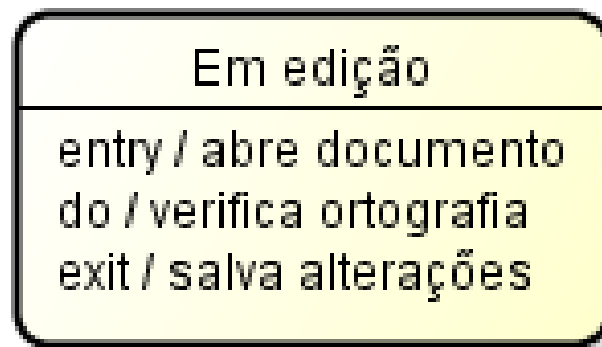 Em edição
entry / abre documento
do / verifica ortografia
exit / salva alterações